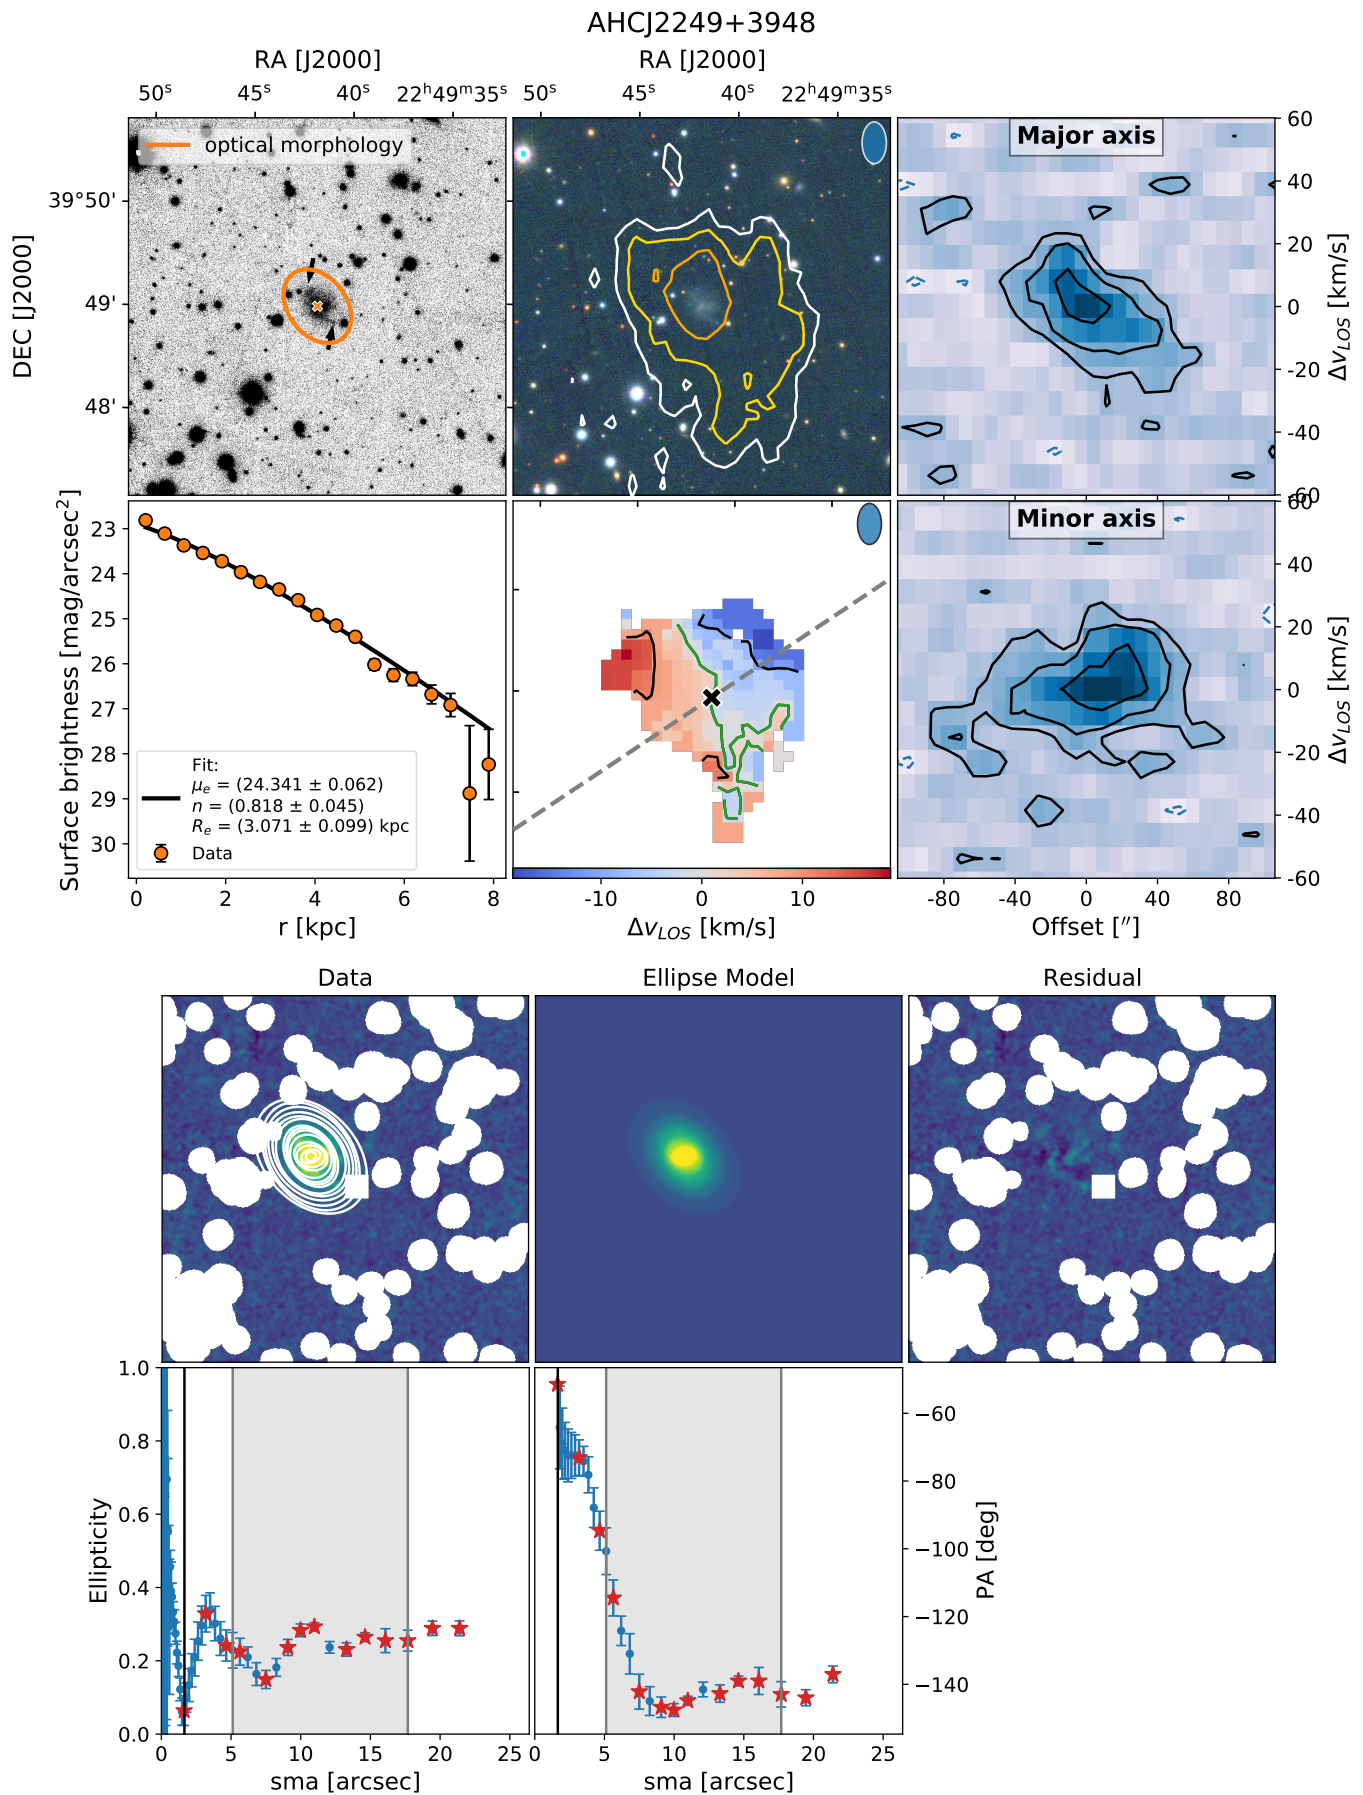 AHCJ2249+3948
RA [J2000]
RA [J2000]
50ˢ 45ˢ 40ˢ 22ʰ49ᵐ35ˢ
50ˢ 45ˢ 40ˢ 22ʰ49ᵐ35ˢ
optical morphology
Major axis
DEC [J2000]
39°50'
49'
48'
60
40
20
0
-20
-40
-60
Δv_LOS [km/s]
Surface brightness [mag/arcsec²]
23
24
25
26
27
28
29
30
Fit:
μₑ = (24.341 ± 0.062)
n = (0.818 ± 0.045)
Rₑ = (3.071 ± 0.099) kpc
Data
0 2 4 6 8
r [kpc]
-10 0 10
Δv_LOS [km/s]
Minor axis
60
40
20
0
-20
-40
-60
Δv_LOS [km/s]
-80 -40 0 40 80
Offset [″]
Data
Ellipse Model
Residual
Ellipticity
1.0
0.8
0.6
0.4
0.2
0.0
0 5 10 15 20 25
sma [arcsec]
−60
−80
−100
−120
−140
PA [deg]
0 5 10 15 20 25
sma [arcsec]